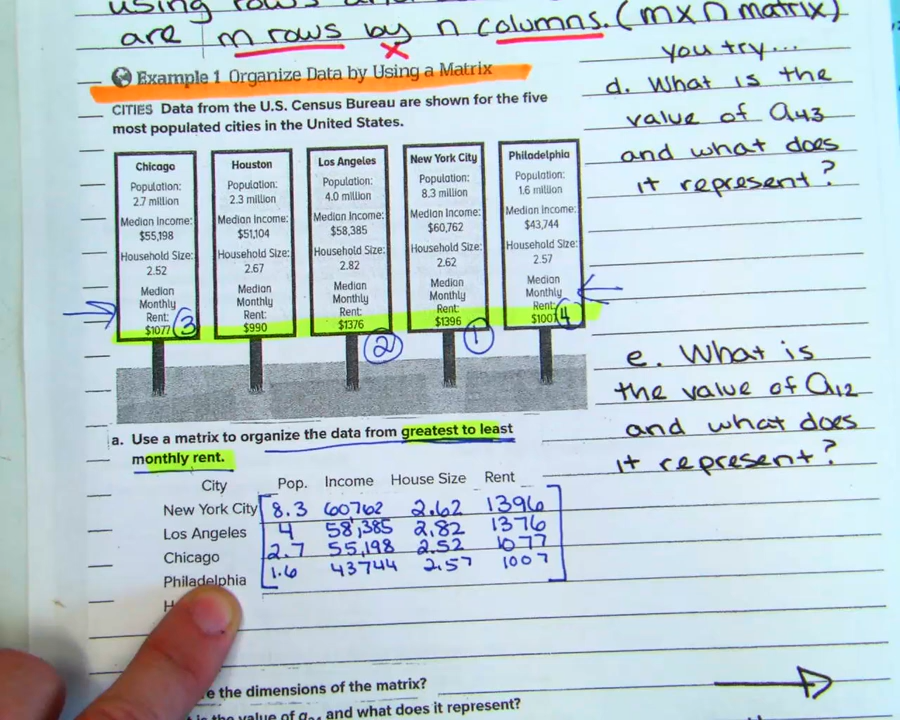 using rows
are m rows by n columns. (m x n matrix)
x
Example 1 Organize Data by Using a Matrix
CITIES Data from the U.S. Census Bureau are shown for the five
most populated cities in the United States.
Chicago
Population:
2.7 million
Median Income:
$55,198
Household Size:
2.52
Median
Monthly
Rent:
$1077
3
Houston
Population:
2.3 million
Median Income:
$51,104
Household Size:
2.67
Median
Monthly
Rent:
$990
Los Angeles
Population:
4.0 million
Median Income:
$58,385
Household Size:
2.82
Median
Monthly
Rent:
$1376
2
New York City
Population:
8.3 million
Median Income:
$60,762
Household Size:
2.62
Median
Monthly
Rent:
$1396
1
Philadelphia
Population:
1.6 million
Median Income:
$43,744
Household Size:
2.57
Median
Monthly
Rent:
$1007
4
a. Use a matrix to organize the data from greatest to least
monthly rent.
City Pop. Income House Size Rent
New York City 8.3 60762 2.62 1396
Los Angeles 4 58,385 2.82 1376
Chicago 2.7 55,198 2.52 1077
Philadelphia 1.6 43744 2.57 1007
H
e the dimensions of the matrix?
the value of a and what does it represent?
you try...
d. What is the
value of a43
and what does
it represent?
e. What is
the value of a12
and what does
it represent?